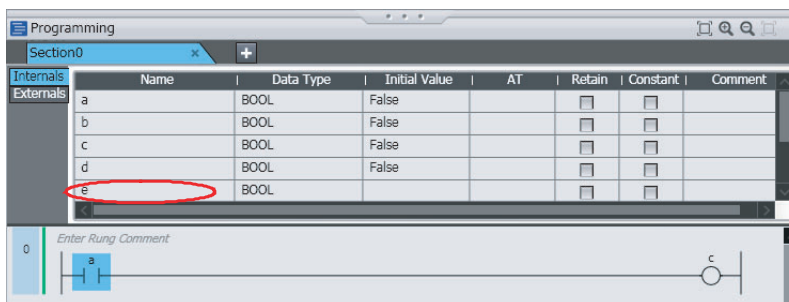 Programming
Section0 × +
Internals
Externals
Name Data Type Initial Value AT Retain Constant Comment
a BOOL False
b BOOL False
c BOOL False
d BOOL False
e BOOL
0 Enter Rung Comment
a c